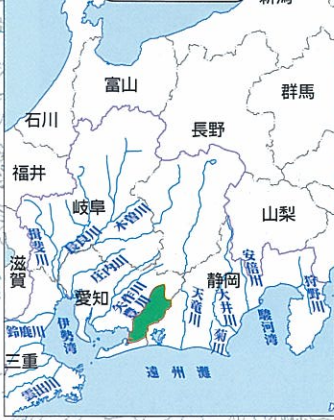 新潟
富山
群馬
石川
長野
福井
岐阜
山梨
揖斐川
長良川
木曽川
滋賀
庄内川
静岡
安倍川
愛知
矢作川
豊川
天竜川
大井川
菊川
狩野川
駿河湾
鈴鹿川
伊勢湾
三重
雲出川
遠州灘